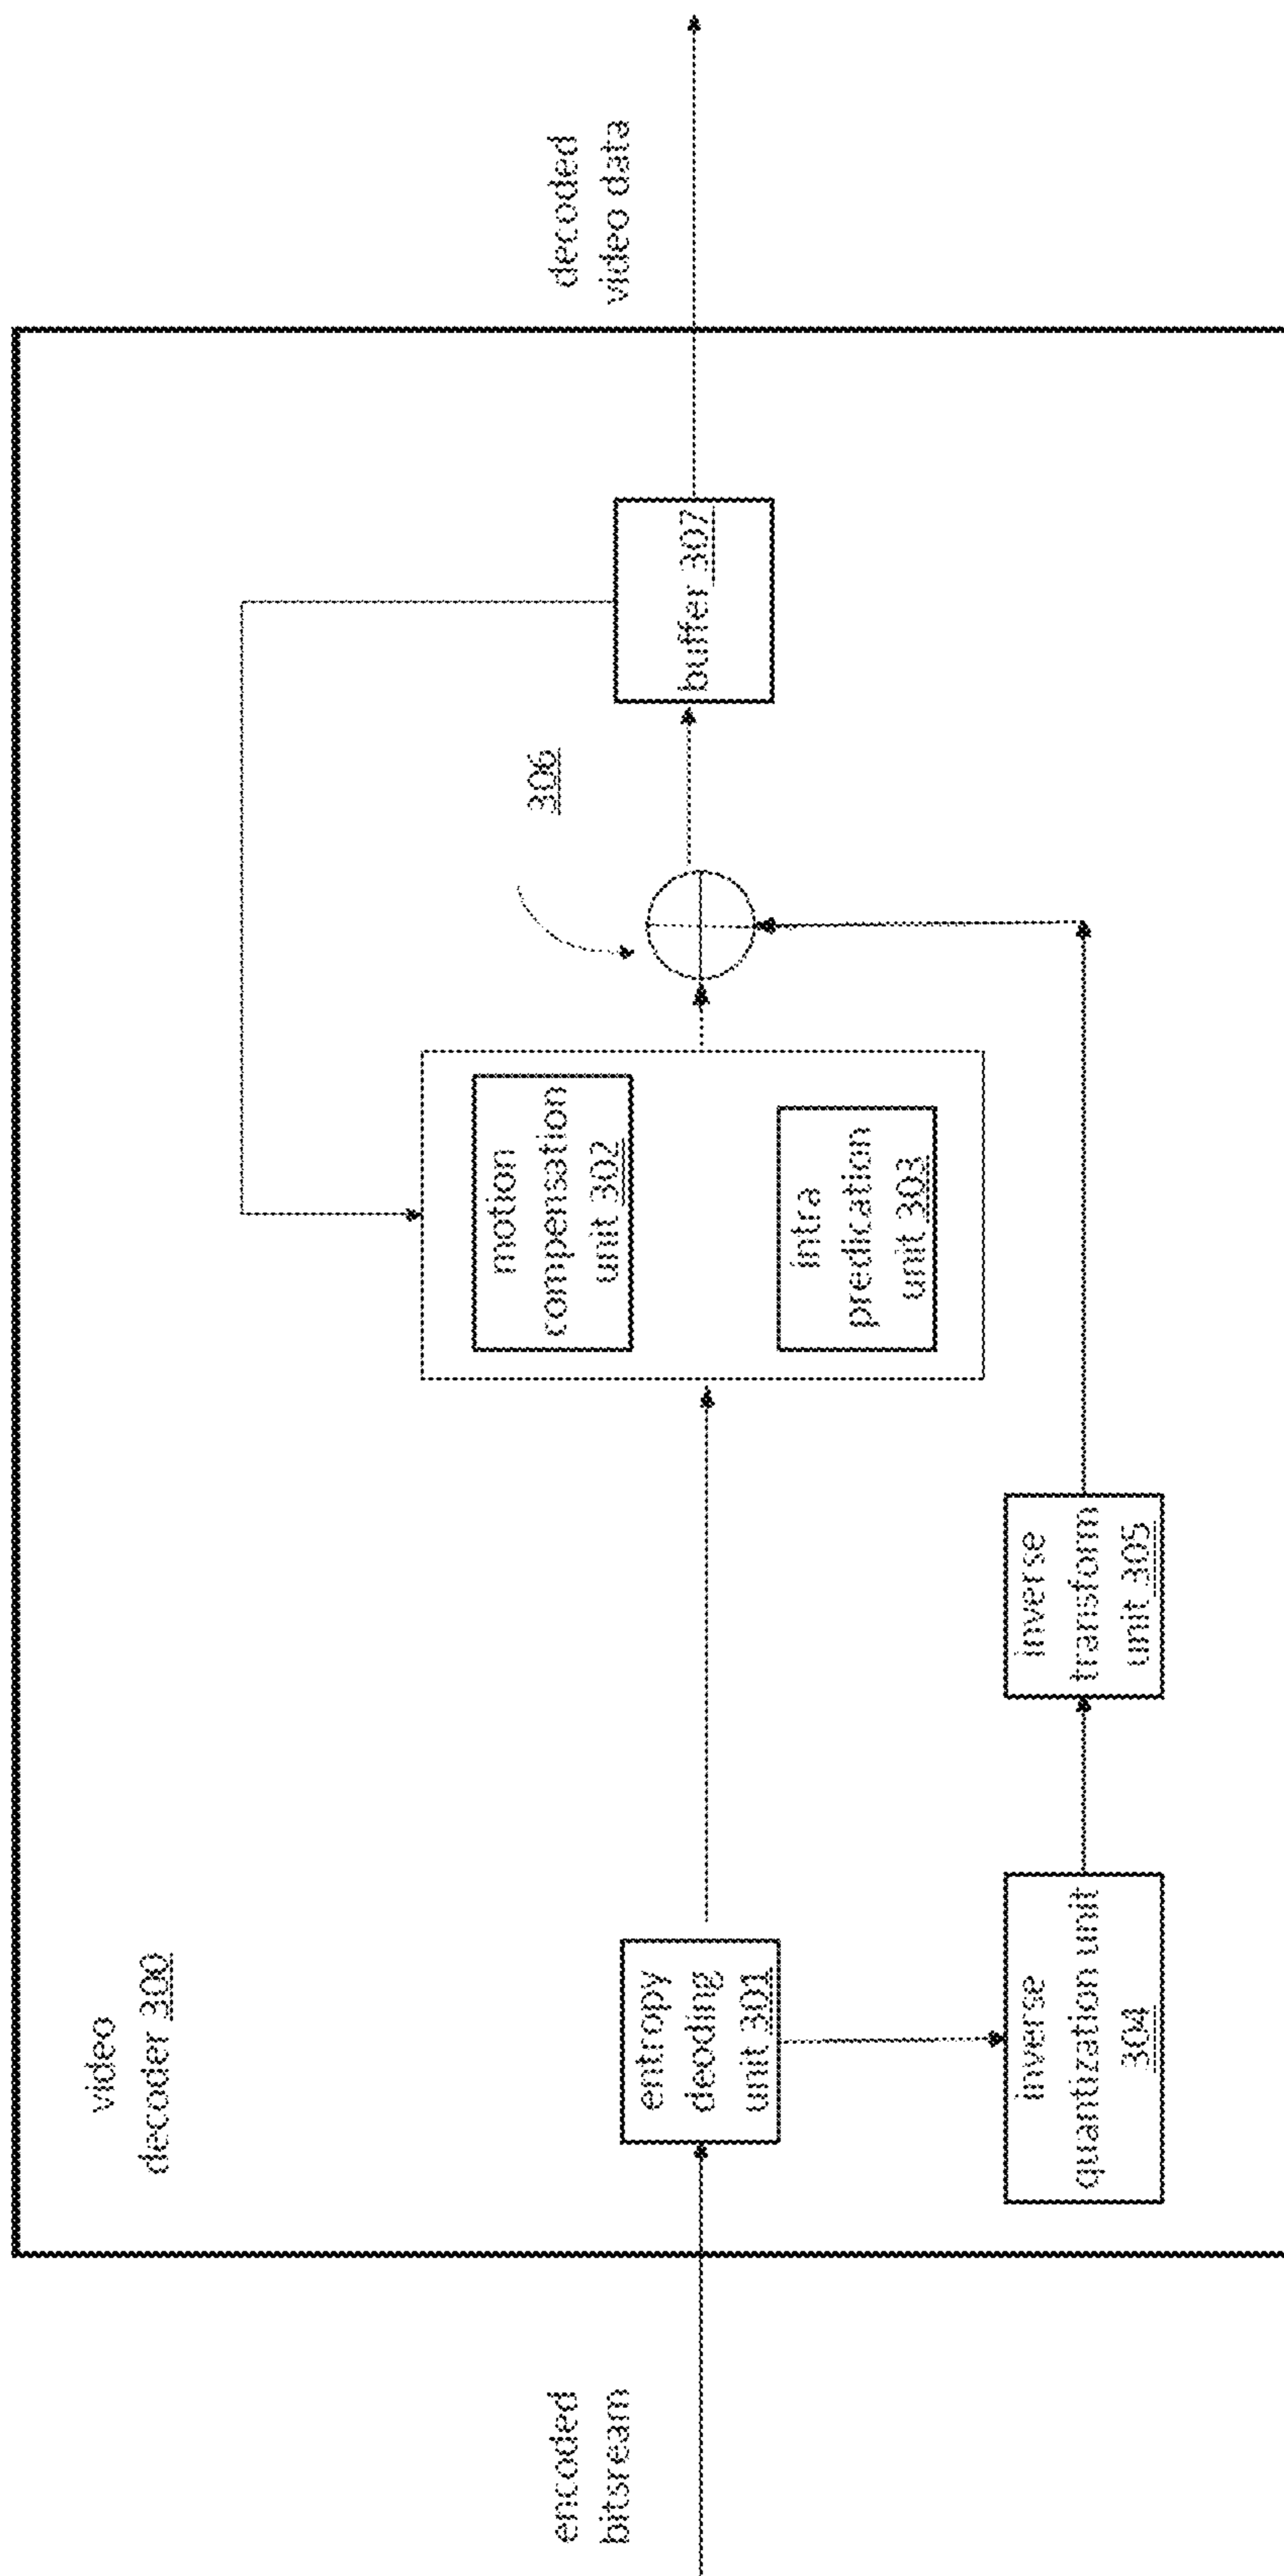 video
decoder 300
encoded
bitsream
entropy
deoding
unit 301
inverse
quantization unit
304
inverse
transform
unit 305
motion
compensation
unit 302
intra
predication
unit 303
306
buffer 307
decoded
video data